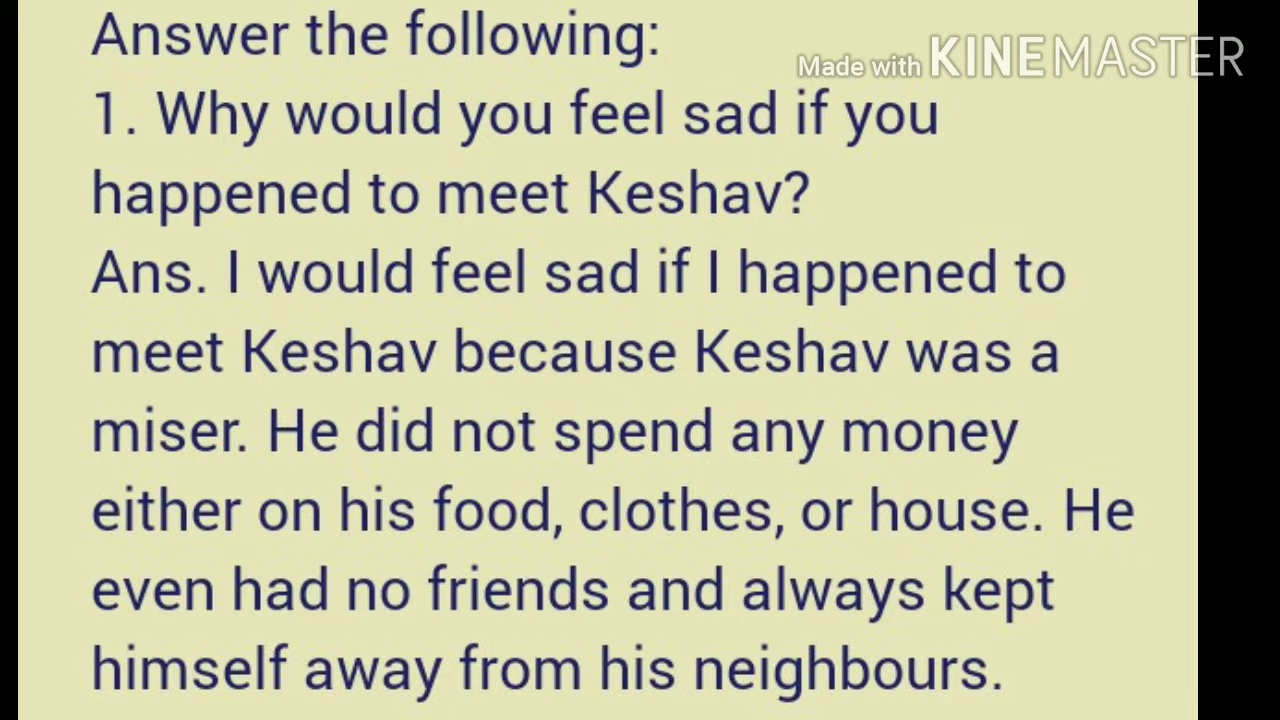 Answer the following:
Made with KINEMASTER
1. Why would you feel sad if you
happened to meet Keshav?
Ans. I would feel sad if I happened to
meet Keshav because Keshav was a
miser. He did not spend any money
either on his food, clothes, or house. He
even had no friends and always kept
himself away from his neighbours.